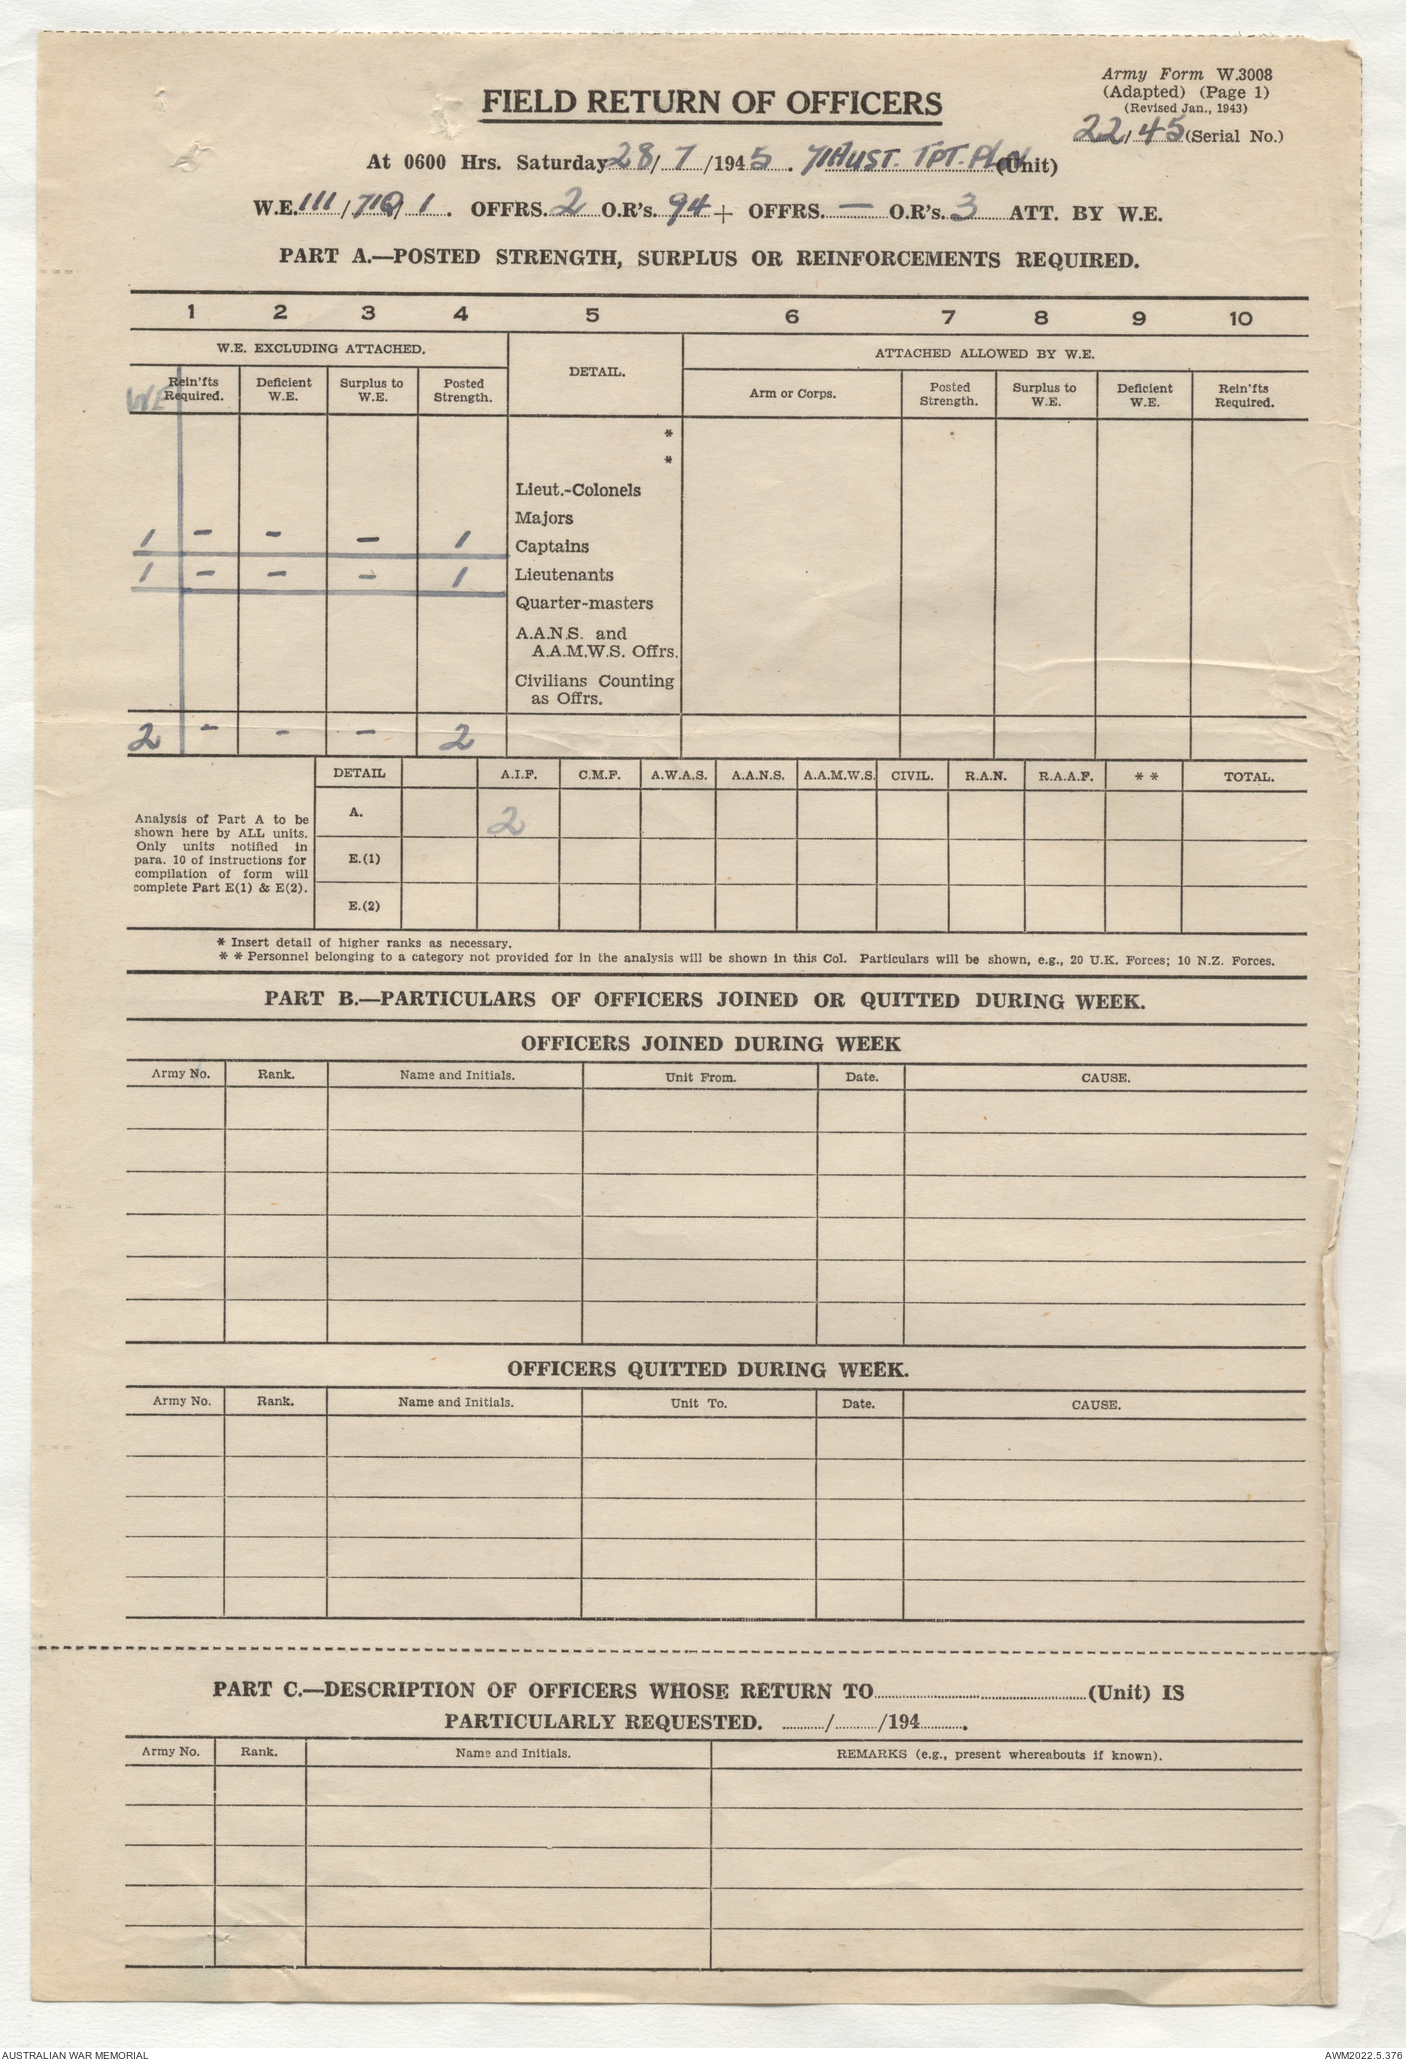 Army Form W.3008
(Adapted) (Page 1)
(Revised Jan., 1943)
22/45 (Serial No.)
FIELD RETURN OF OFFICERS
At 0600 Hrs. Saturday 28/7/1945. 71 AUST. TPT. PLN (Unit)
W.E. III/71Q/1. OFFRS. 2 O.R's. 94 + OFFRS. — O.R's. 3 ATT. BY W.E.
PART A.—POSTED STRENGTH, SURPLUS OR REINFORCEMENTS REQUIRED.
1 2 3 4 5 6 7 8 9 10
W.E. EXCLUDING ATTACHED. DETAIL. ATTACHED ALLOWED BY W.E.
WE Rein'fts Required. Deficient W.E. Surplus to W.E. Posted Strength. Arm or Corps. Posted Strength. Surplus to W.E. Deficient W.E. Rein'fts Required.
*
*
Lieut.-Colonels
Majors
1 - - - 1 Captains
1 - - - 1 Lieutenants
Quarter-masters
A.A.N.S. and
A.A.M.W.S. Offrs.
Civilians Counting
as Offrs.
2 - - - 2
DETAIL A.I.F. C.M.F. A.W.A.S. A.A.N.S. A.A.M.W.S. CIVIL. R.A.N. R.A.A.F. * * TOTAL.
Analysis of Part A to be
shown here by ALL units.
Only units notified in
para. 10 of instructions for
compilation of form will
complete Part E(1) & E(2).
A. 2
E.(1)
E.(2)
* Insert detail of higher ranks as necessary.
* * Personnel belonging to a category not provided for in the analysis will be shown in this Col. Particulars will be shown, e.g., 20 U.K. Forces; 10 N.Z. Forces.
PART B.—PARTICULARS OF OFFICERS JOINED OR QUITTED DURING WEEK.
OFFICERS JOINED DURING WEEK
Army No. Rank. Name and Initials. Unit From. Date. CAUSE.
OFFICERS QUITTED DURING WEEK.
Army No. Rank. Name and Initials. Unit To. Date. CAUSE.
PART C.—DESCRIPTION OF OFFICERS WHOSE RETURN TO (Unit) IS
PARTICULARLY REQUESTED. / /194 .
Army No. Rank. Name and Initials. REMARKS (e.g., present whereabouts if known).
AUSTRALIAN WAR MEMORIAL AWM2022.5.376